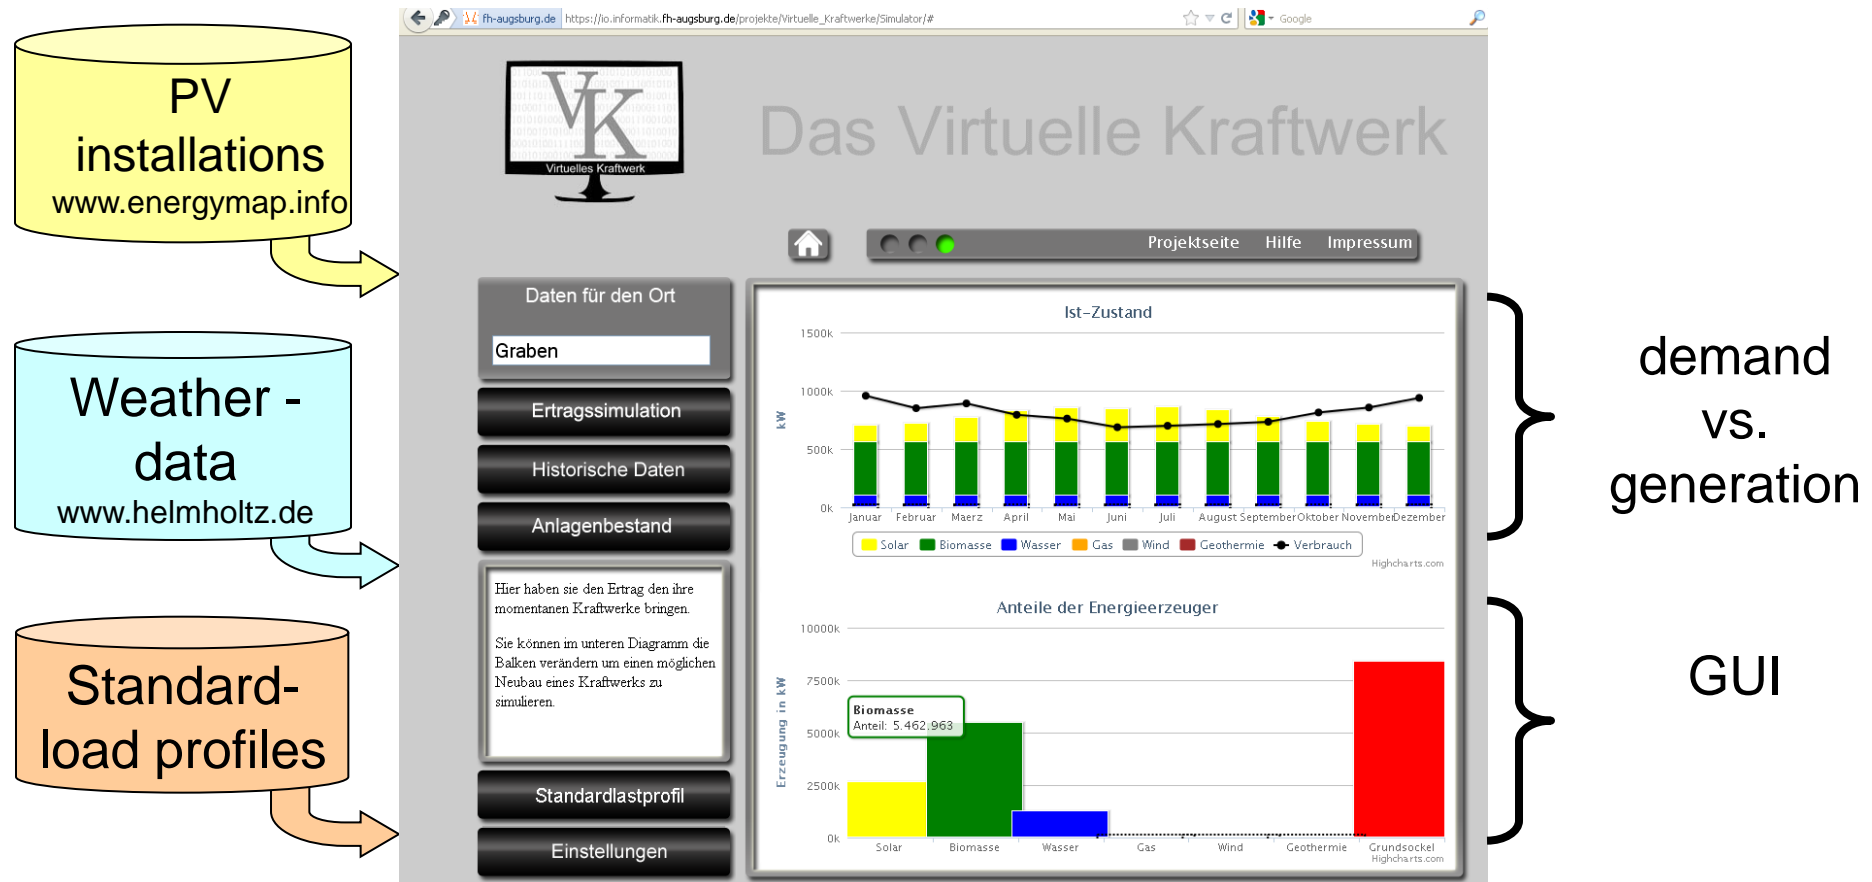 PV
installations
www.energymap.info
Weather -
data
www.helmholtz.de
Standard-
load profiles
fh-augsburg.de https://io.informatik.fh-augsburg.de/projekte/Virtuelle_Kraftwerke/Simulator/#
Google
VK
Virtuelles Kraftwerk
Das Virtuelle Kraftwerk
Projektseite Hilfe Impressum
Daten für den Ort
Graben
Ertragssimulation
Historische Daten
Anlagenbestand
Hier haben sie den Ertrag den ihre
momentanen Kraftwerke bringen.
Sie können im unteren Diagramm die
Balken verändern um einen möglichen
Neubau eines Kraftwerks zu
simulieren.
Standardlastprofil
Einstellungen
Ist-Zustand
1500k
1000k
500k
0k
kW
Januar Februar Maerz April Mai Juni Juli August September Oktober November Dezember
Solar Biomasse Wasser Gas Wind Geothermie Verbrauch
Highcharts.com
Anteile der Energieerzeuger
10000k
7500k
5000k
2500k
0k
Erzeugung in kW
Biomasse
Anteil: 5.462.963
Solar Biomasse Wasser Gas Wind Geothermie Grundsockel
Highcharts.com
demand
vs.
generation
GUI